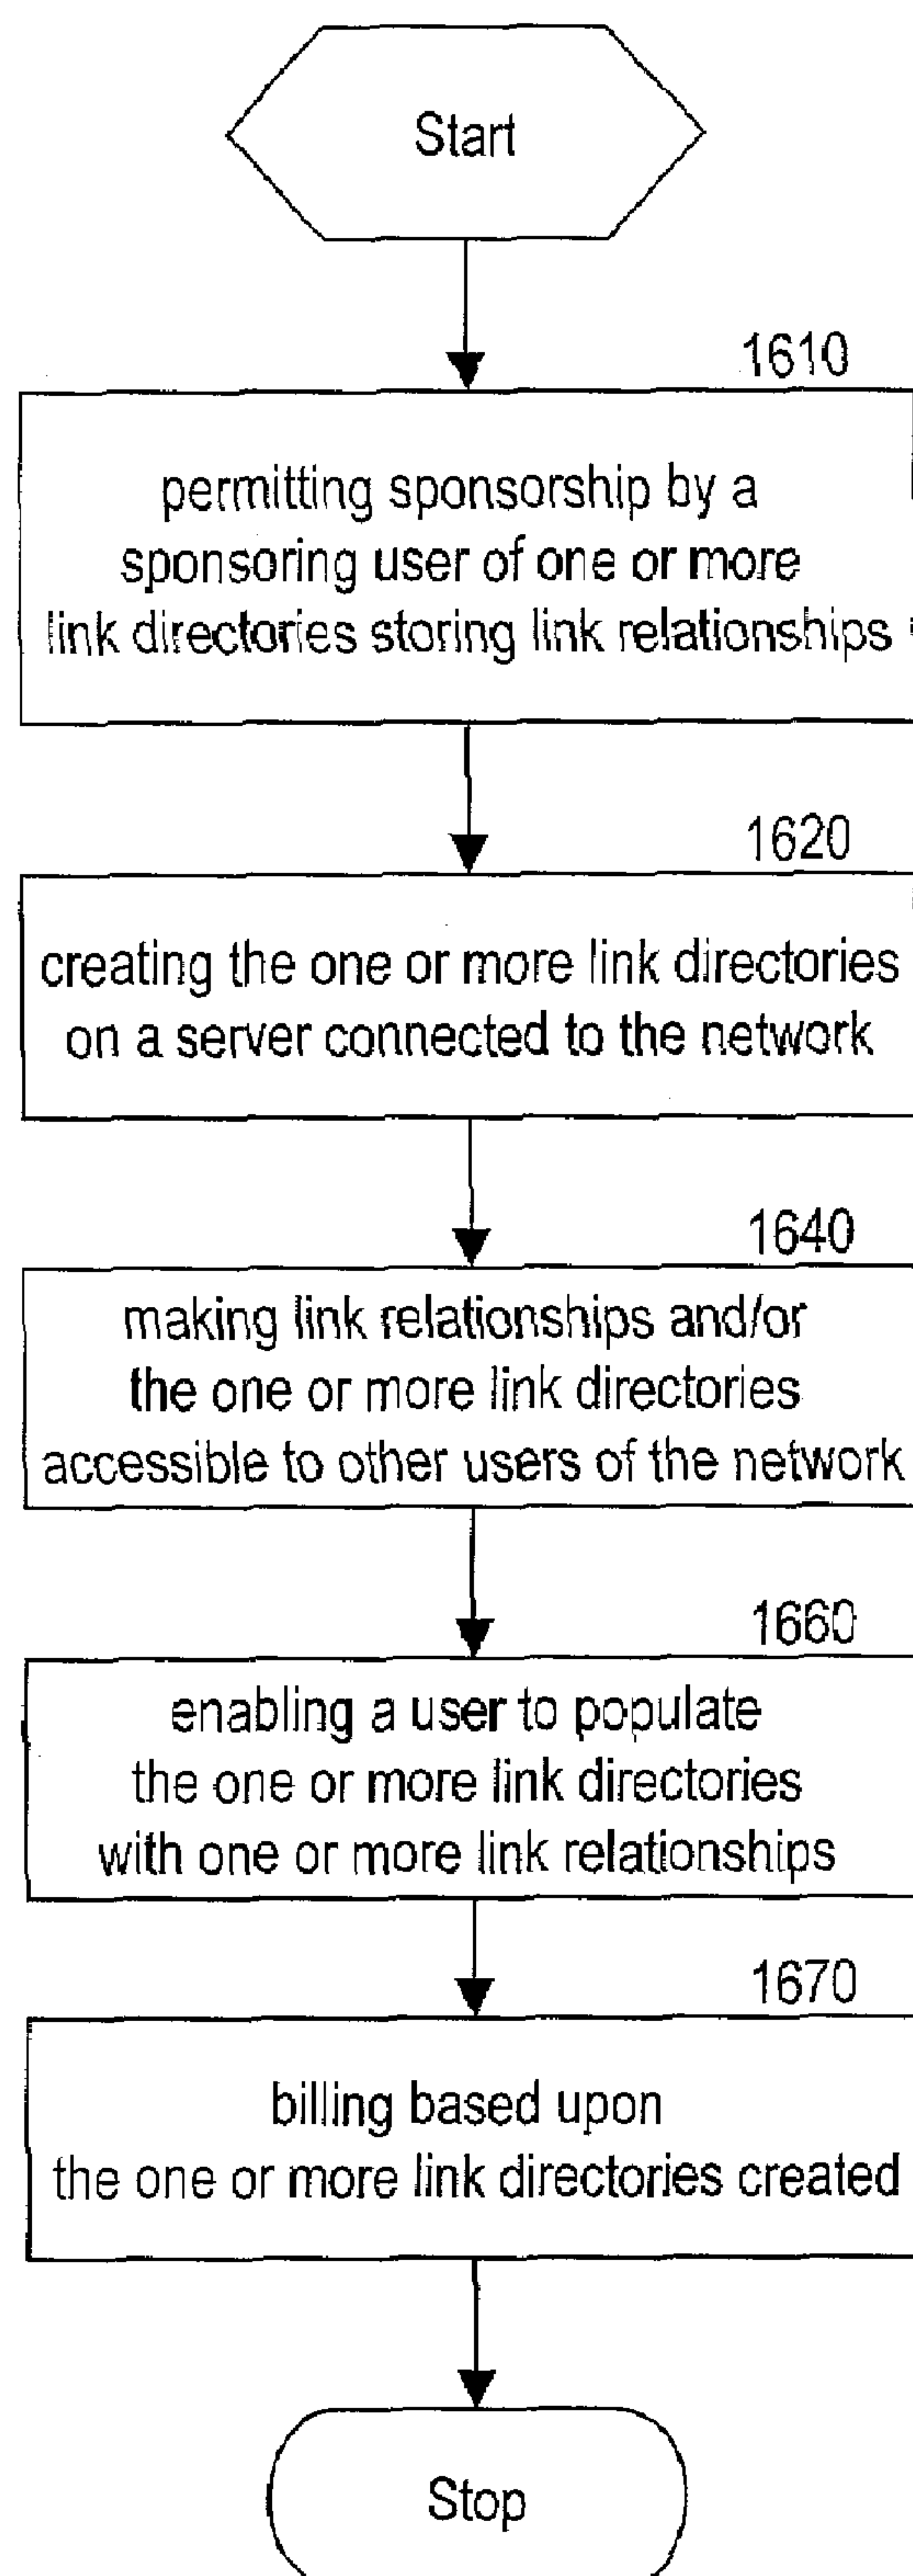 Start
1610
permitting sponsorship by a
sponsoring user of one or more
link directories storing link relationships
1620
creating the one or more link directories
on a server connected to the network
1640
making link relationships and/or
the one or more link directories
accessible to other users of the network
1660
enabling a user to populate
the one or more link directories
with one or more link relationships
1670
billing based upon
the one or more link directories created
Stop